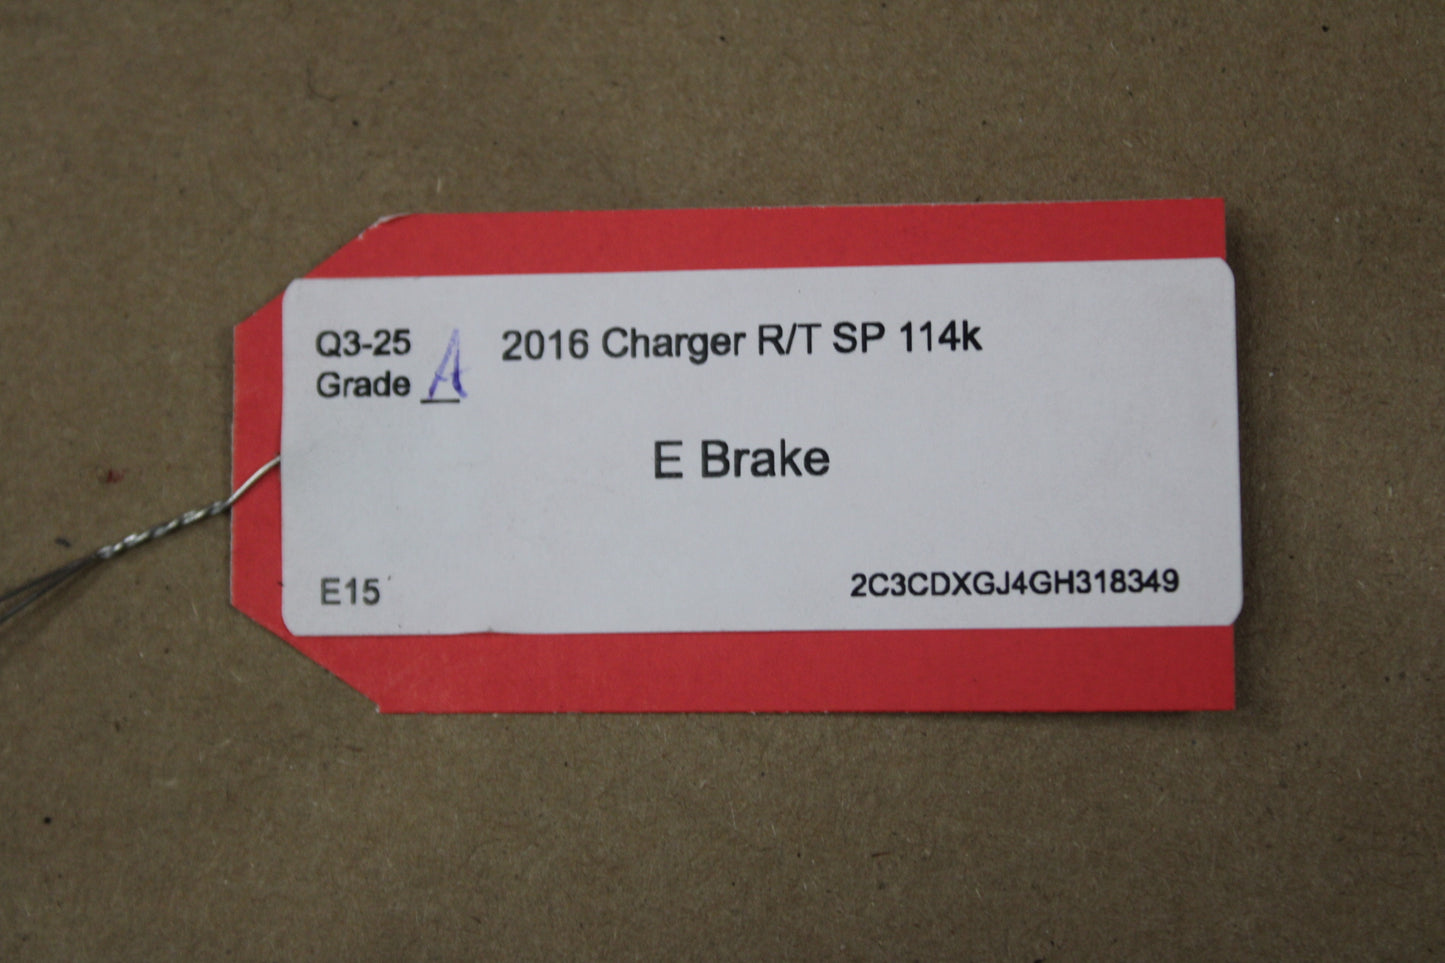 Q3-25
Grade A
2016 Charger R/T SP 114k
E Brake
E15
2C3CDXGJ4GH318349